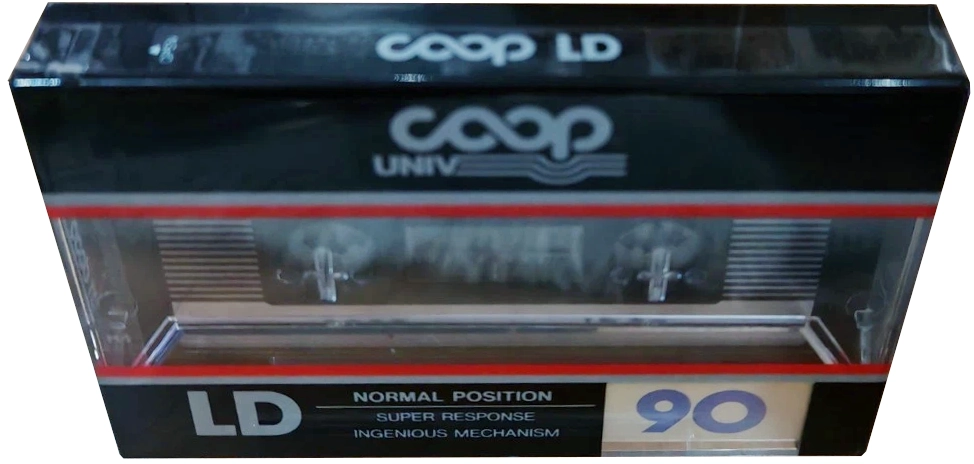 COOP LD
COOP
UNIV
LD
NORMAL POSITION
SUPER RESPONSE
INGENIOUS MECHANISM
90